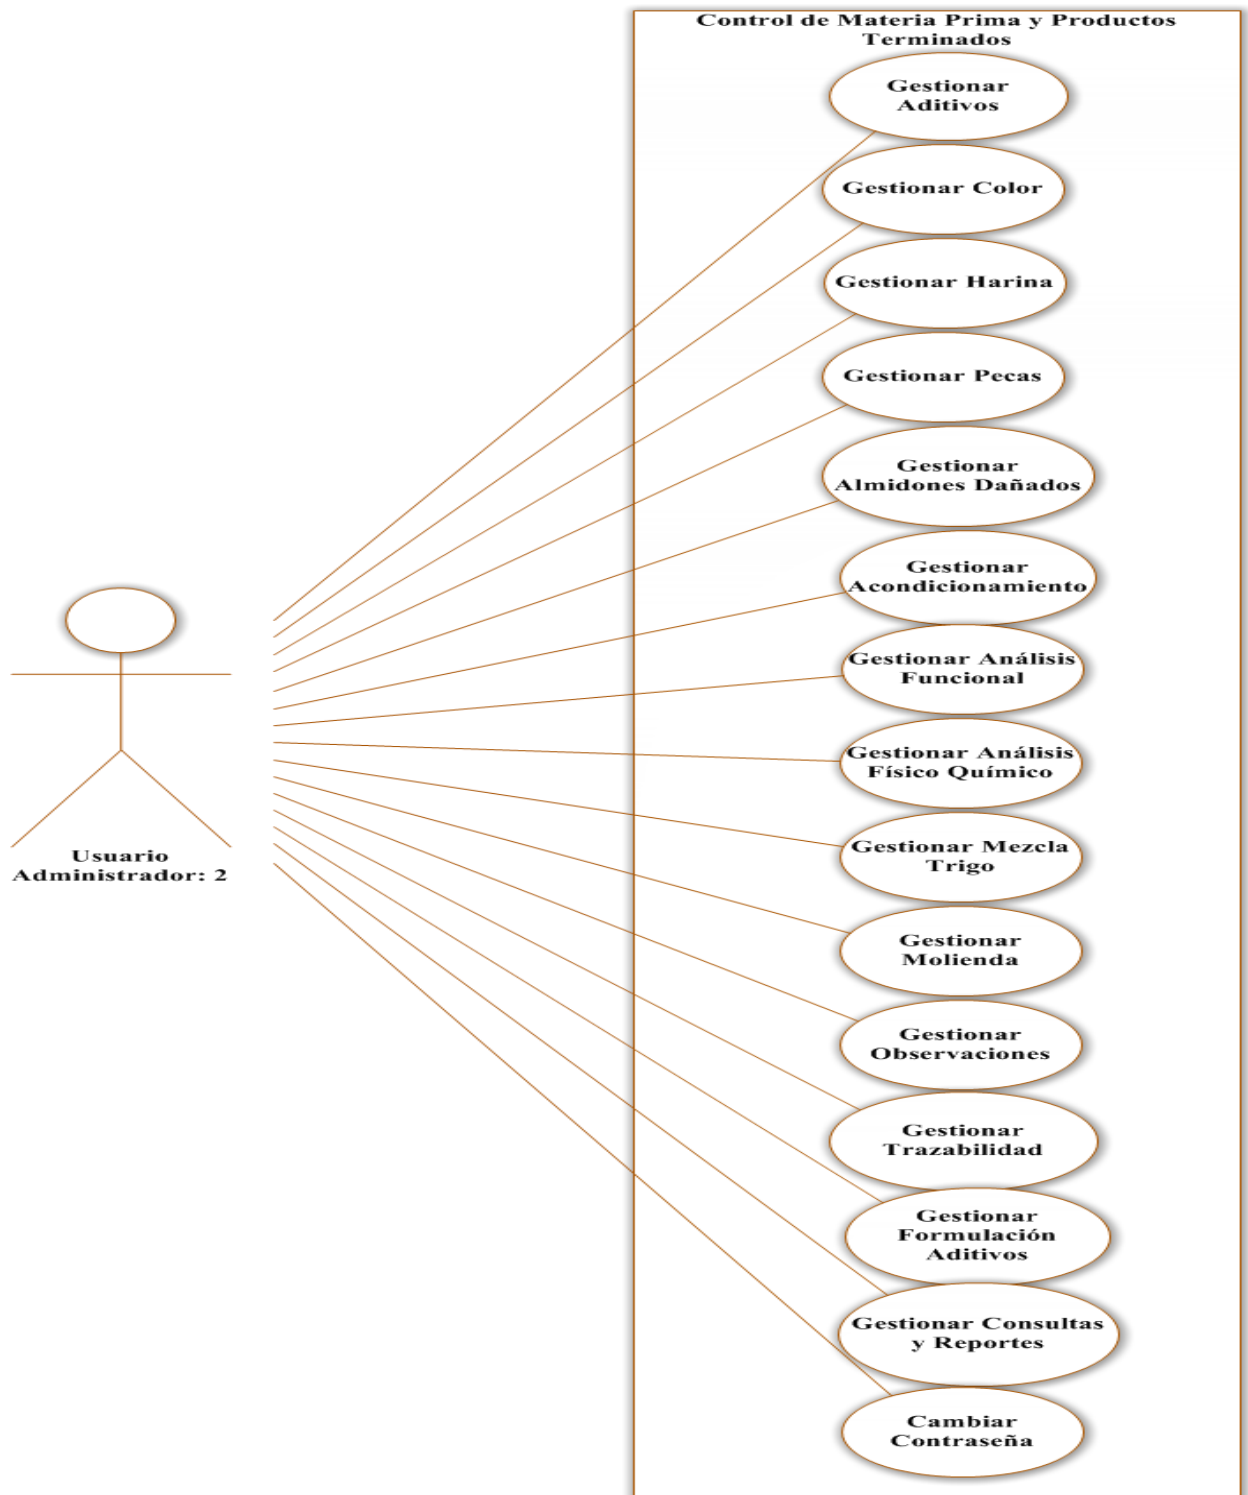 Control de Materia Prima y Productos
Terminados
Gestionar
Aditivos
Gestionar Color
Gestionar Harina
Gestionar Pecas
Gestionar
Almidones Dañados
Gestionar
Acondicionamiento
Gestionar Análisis
Funcional
Gestionar Análisis
Físico Químico
Gestionar Mezcla
Trigo
Gestionar
Molienda
Gestionar
Observaciones
Gestionar
Trazabilidad
Gestionar
Formulación
Aditivos
Gestionar Consultas
y Reportes
Cambiar
Contraseña
Usuario
Administrador: 2